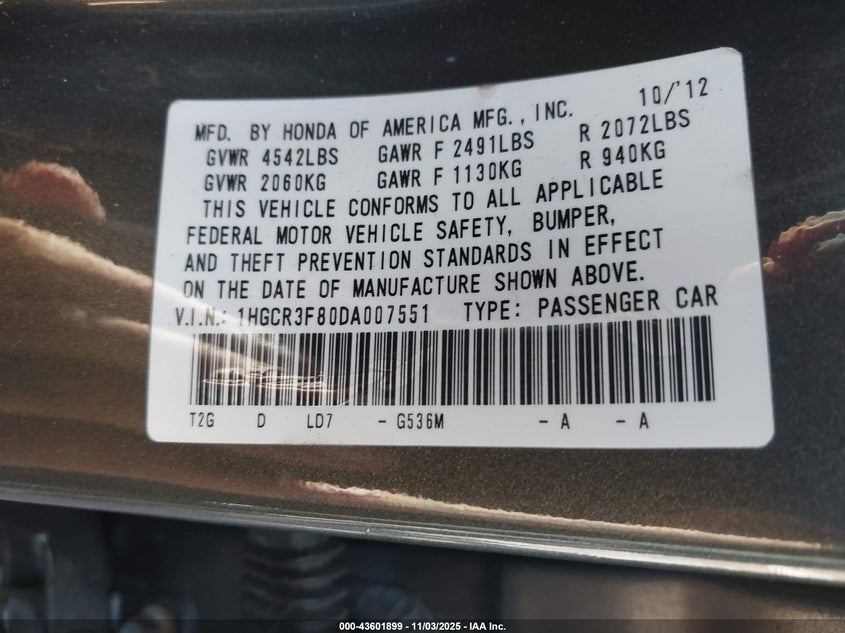 10/'12
MFD. BY HONDA OF AMERICA MFG., INC.
GVWR 4542LBS GAWR F 2491LBS R 2072LBS
GVWR 2060KG GAWR F 1130KG R 940KG
THIS VEHICLE CONFORMS TO ALL APPLICABLE
FEDERAL MOTOR VEHICLE SAFETY, BUMPER,
AND THEFT PREVENTION STANDARDS IN EFFECT
ON THE DATE OF MANUFACTURE SHOWN ABOVE.
V.I.N.: 1HGCR3F80DA007551 TYPE: PASSENGER CAR
T2G D LD7 - G536M - A - A
000-43601899 - 11/03/2025 - IAA Inc.